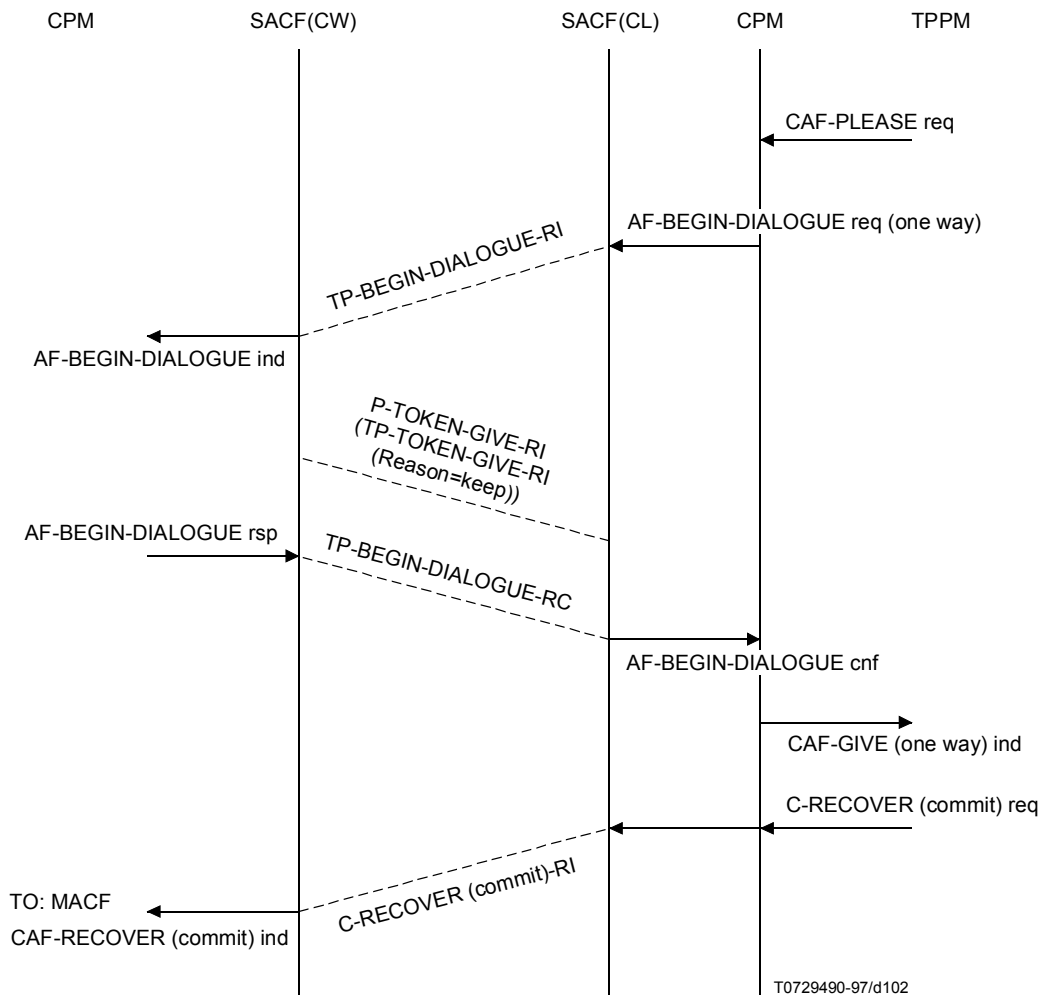 CPM SACF(CW) SACF(CL) CPM TPPM
CAF-PLEASE req
AF-BEGIN-DIALOGUE req (one way)
TP-BEGIN-DIALOGUE-RI
AF-BEGIN-DIALOGUE ind
P-TOKEN-GIVE-RI
(TP-TOKEN-GIVE-RI
(Reason=keep))
AF-BEGIN-DIALOGUE rsp
TP-BEGIN-DIALOGUE-RC
AF-BEGIN-DIALOGUE cnf
CAF-GIVE (one way) ind
C-RECOVER (commit) req
C-RECOVER (commit)-RI
TO: MACF
CAF-RECOVER (commit) ind
T0729490-97/d102